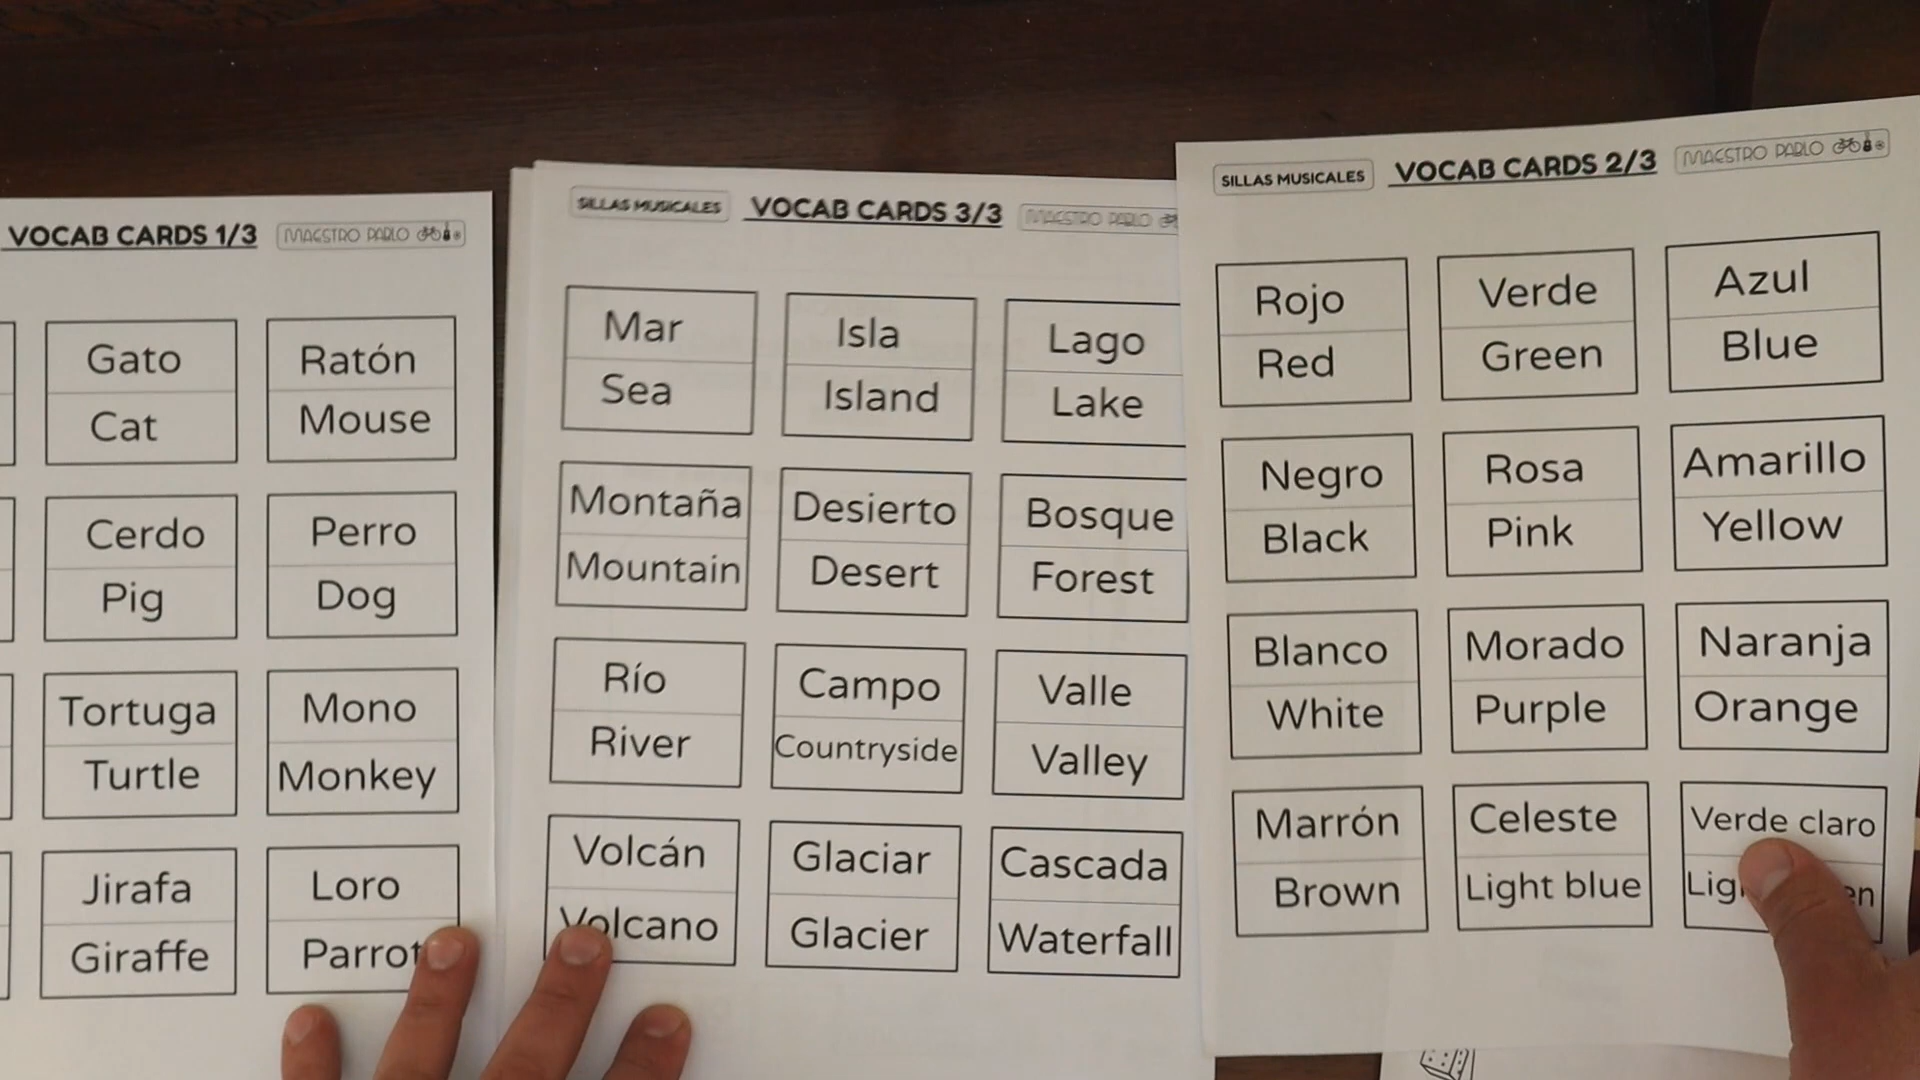 VOCAB CARDS 1/3
MAESTRO PABLO
Gato
Cat
Ratón
Mouse
Cerdo
Pig
Perro
Dog
Tortuga
Turtle
Mono
Monkey
Jirafa
Giraffe
Loro
Parrot
SILLAS MUSICALES
VOCAB CARDS 3/3
MAESTRO PABLO
Mar
Sea
Isla
Island
Lago
Lake
Montaña
Mountain
Desierto
Desert
Bosque
Forest
Río
River
Campo
Countryside
Valle
Valley
Volcán
Volcano
Glaciar
Glacier
Cascada
Waterfall
SILLAS MUSICALES
VOCAB CARDS 2/3
MAESTRO PABLO
Rojo
Red
Verde
Green
Azul
Blue
Negro
Black
Rosa
Pink
Amarillo
Yellow
Blanco
White
Morado
Purple
Naranja
Orange
Marrón
Brown
Celeste
Light blue
Verde claro